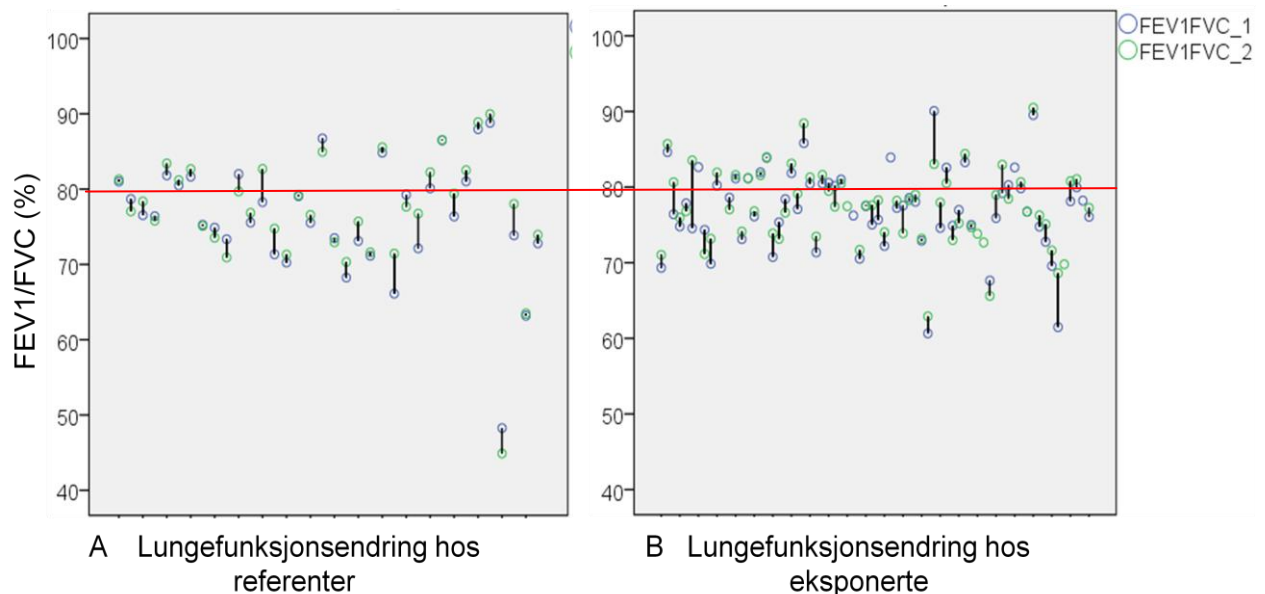 FEV1/FVC (%)
100
90
80
70
60
50
40
A Lungefunksjonsendring hos
referenter
100
90
80
70
60
50
40
B Lungefunksjonsendring hos
eksponerte
FEV1FVC_1
FEV1FVC_2